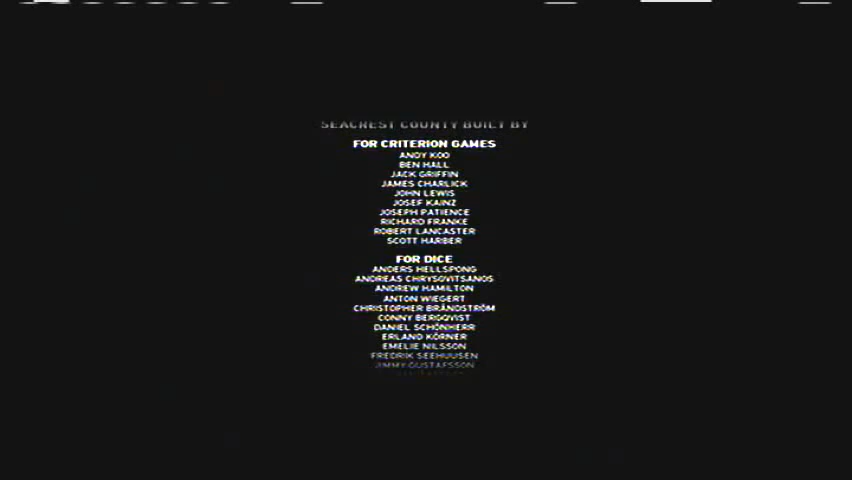 SEACREST COUNTY BUILT BY
FOR CRITERION GAMES
ANDY KOO
BEN HALL
JACK GRIFFIN
JAMES CHARLICK
JOHN LEWIS
JOSEF KAINZ
JOSEPH PATIENCE
RICHARD FRANKE
ROBERT LANCASTER
SCOTT HARBER
FOR DICE
ANDERS HELLSPONG
ANDREAS CHRYSOVITSANOS
ANDREW HAMILTON
ANTON WIEGERT
CHRISTOPHER BRÄNDSTRÖM
CONNY BERGQVIST
DANIEL SCHÖNHERR
ERLAND KÖRNER
EMELIE NILSSON
FREDRIK SEEHUUSEN
JIMMY GUSTAFSSON